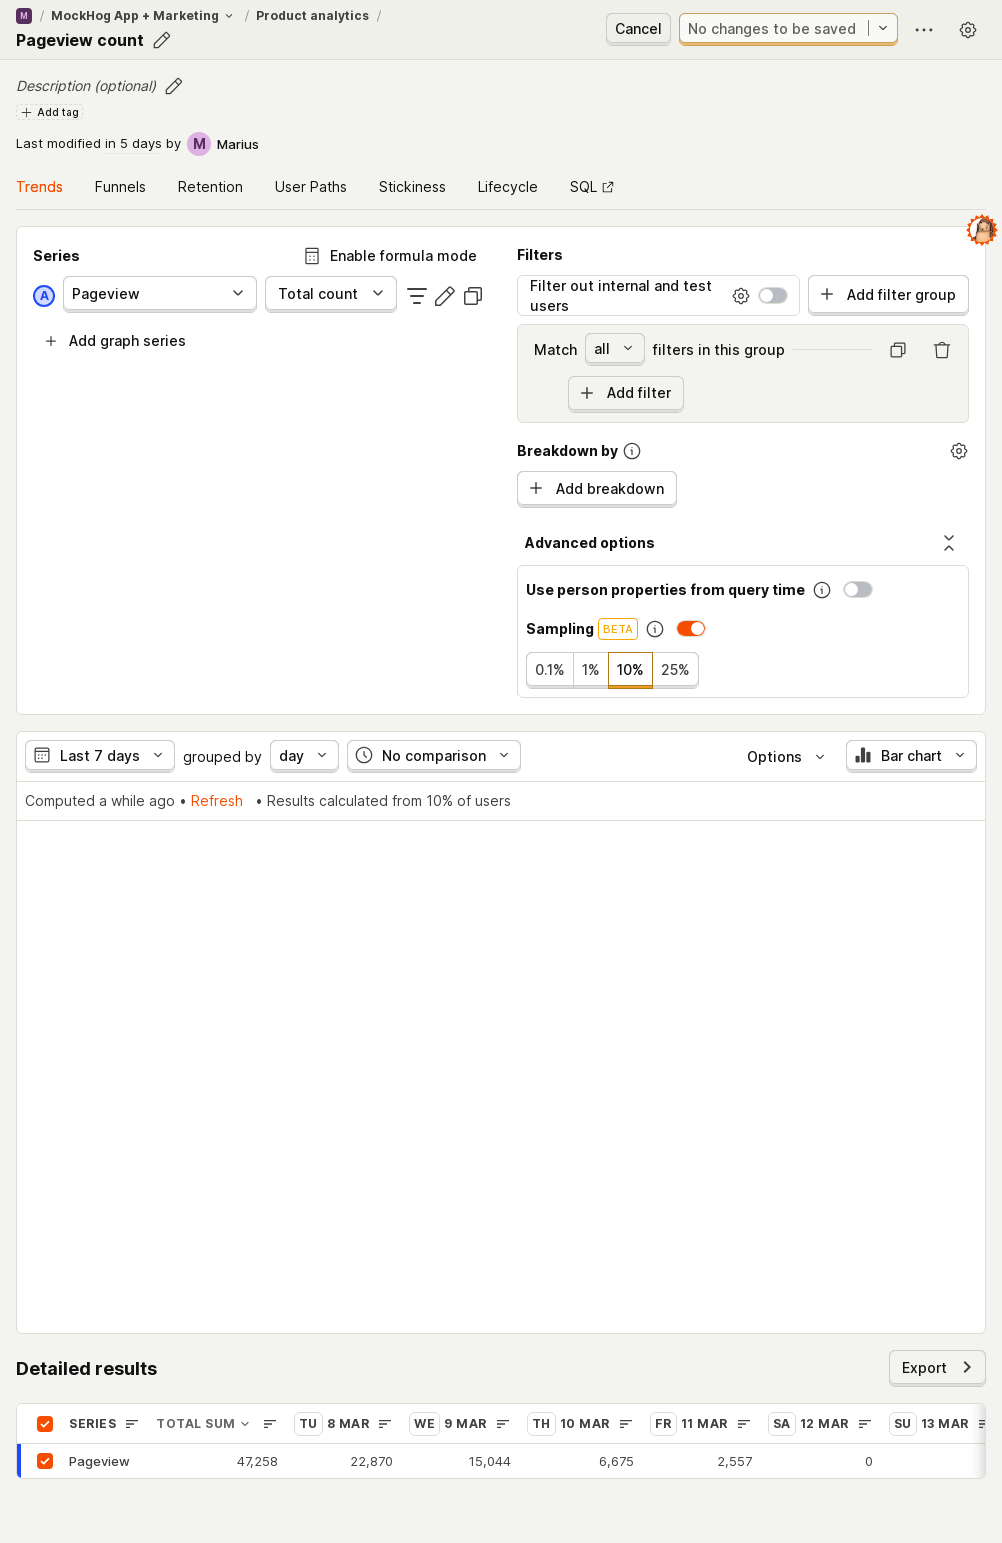 M / MockHog App + Marketing / Product analytics /
Pageview count
Cancel
No changes to be saved
Description (optional)
Add tag
Last modified in 5 days by M Marius
Trends Funnels Retention User Paths Stickiness Lifecycle SQL
Series
Enable formula mode
A Pageview Total count
Add graph series
Filters
Filter out internal and test
users
Add filter group
Match all filters in this group
Add filter
Breakdown by
Add breakdown
Advanced options
Use person properties from query time
Sampling BETA
0.1% 1% 10% 25%
Last 7 days grouped by day No comparison Options Bar chart
Computed a while ago • Refresh • Results calculated from 10% of users
Detailed results
Export
SERIES TOTAL SUM TU 8 MAR WE 9 MAR TH 10 MAR FR 11 MAR SA 12 MAR SU 13 MAR
Pageview 47,258 22,870 15,044 6,675 2,557 0